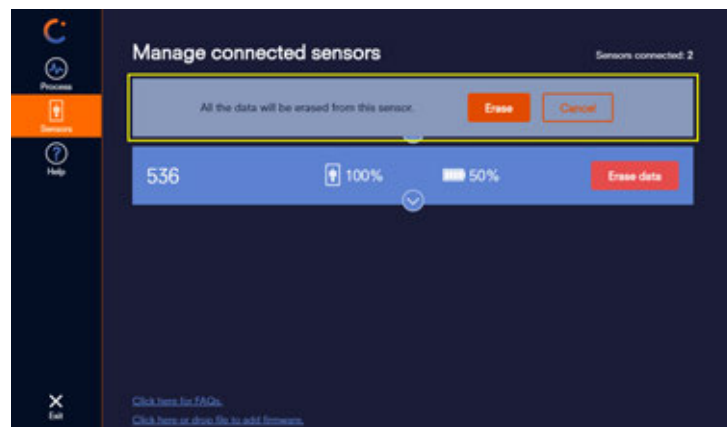 Manage connected sensors
Sensors connected: 2
Process
All the data will be erased from this sensor.
Erase
Cancel
Sensors
Help
536
100%
50%
Erase data
Exit
Click here for FAQs.
Click here or drop file to add firmware.